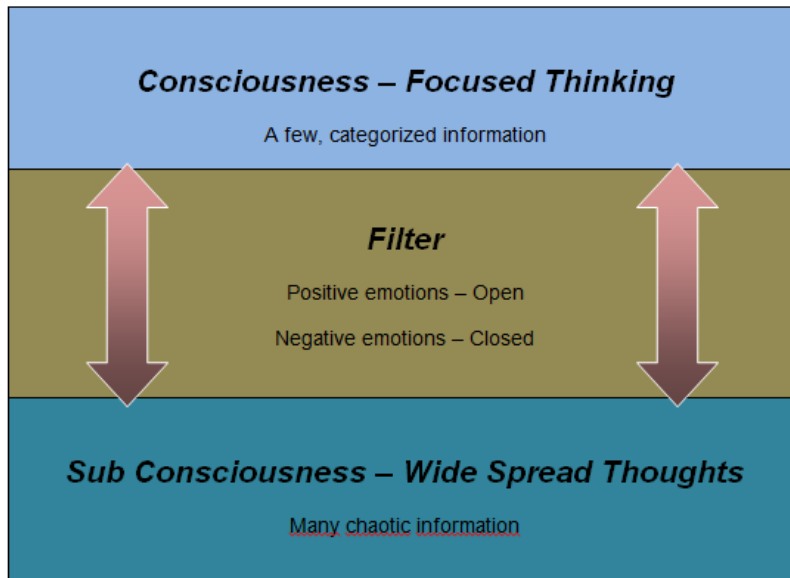 Consciousness – Focused Thinking
A few, categorized information
Filter
Positive emotions – Open
Negative emotions – Closed
Sub Consciousness – Wide Spread Thoughts
Many chaotic information